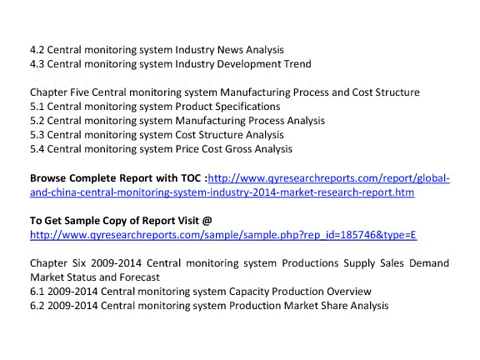 4.2 Central monitoring system Industry News Analysis
4.3 Central monitoring system Industry Development Trend
Chapter Five Central monitoring system Manufacturing Process and Cost Structure
5.1 Central monitoring system Product Specifications
5.2 Central monitoring system Manufacturing Process Analysis
5.3 Central monitoring system Cost Structure Analysis
5.4 Central monitoring system Price Cost Gross Analysis
Browse Complete Report with TOC :http://www.qyresearchreports.com/report/global-
and-china-central-monitoring-system-industry-2014-market-research-report.htm
To Get Sample Copy of Report Visit @
http://www.qyresearchreports.com/sample/sample.php?rep_id=185746&type=E
Chapter Six 2009-2014 Central monitoring system Productions Supply Sales Demand
Market Status and Forecast
6.1 2009-2014 Central monitoring system Capacity Production Overview
6.2 2009-2014 Central monitoring system Production Market Share Analysis